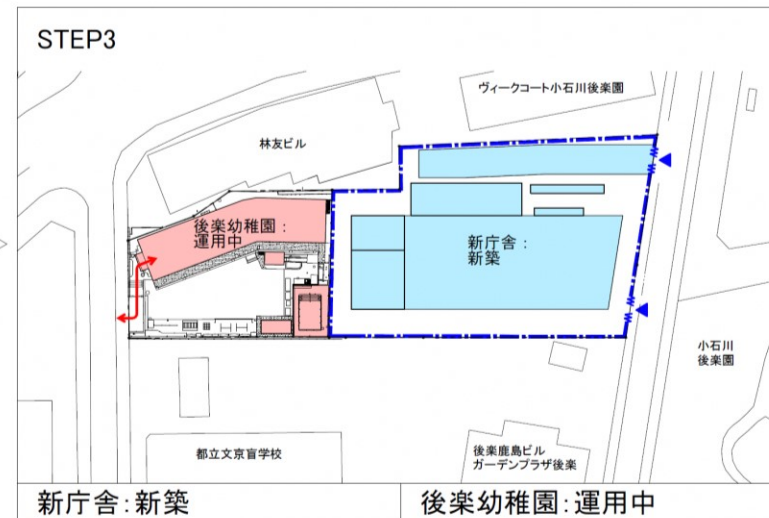 STEP3
ヴィークコート小石川後楽園
林友ビル
後楽幼稚園：
運用中
新庁舎：
新築
小石川
後楽園
都立文京盲学校
後楽鹿島ビル
ガーデンプラザ後楽
新庁舎:新築
後楽幼稚園:運用中